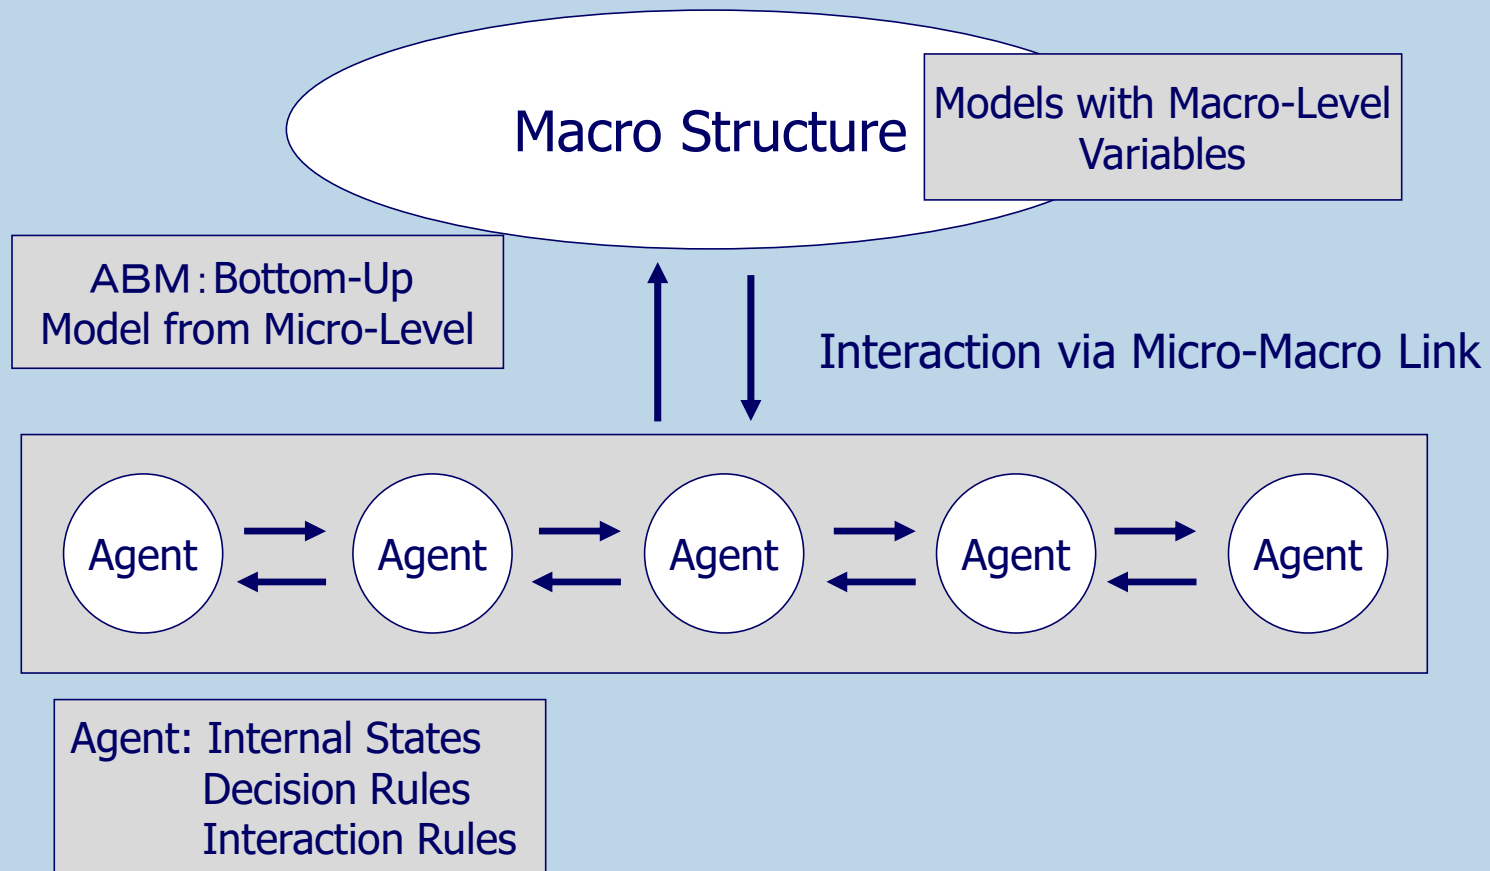 Macro Structure
Models with Macro-Level
Variables
ABM：Bottom-Up
Model from Micro-Level
Interaction via Micro-Macro Link
Agent
Agent
Agent
Agent
Agent
Agent: Internal States
Decision Rules
Interaction Rules